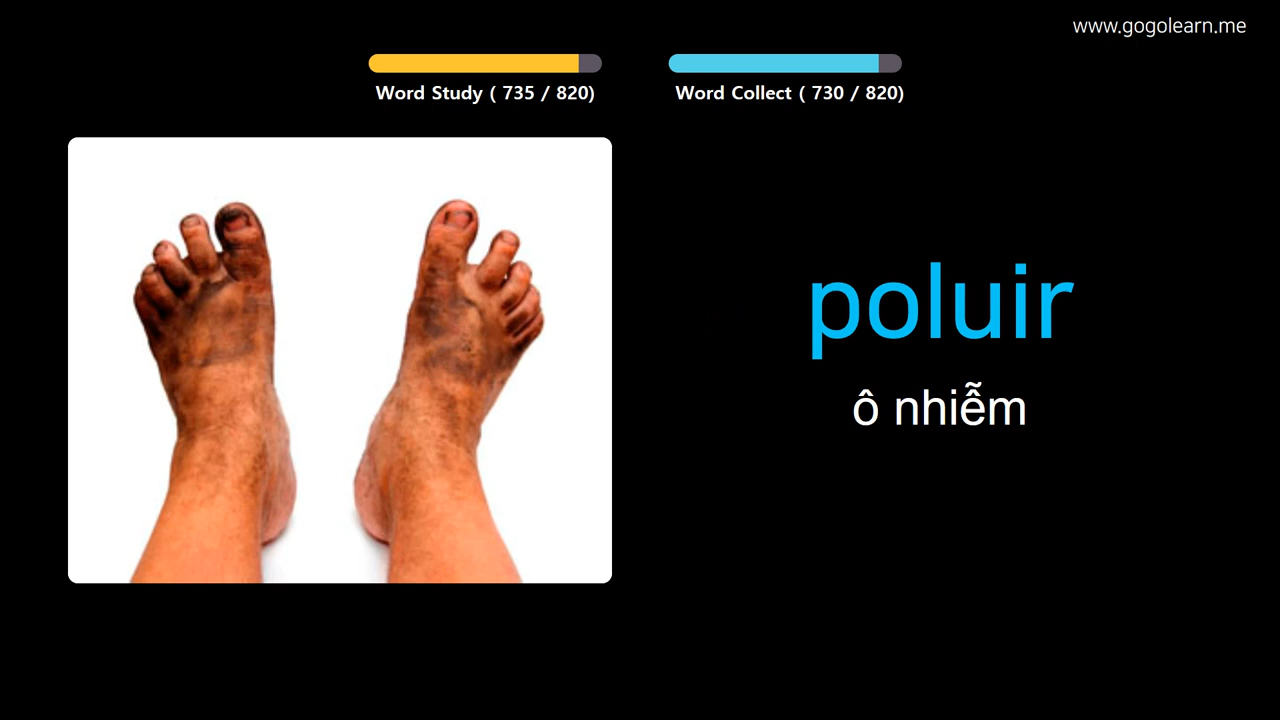 www.gogolearn.me
Word Study ( 735 / 820)
Word Collect ( 730 / 820)
poluir
ô nhiễm